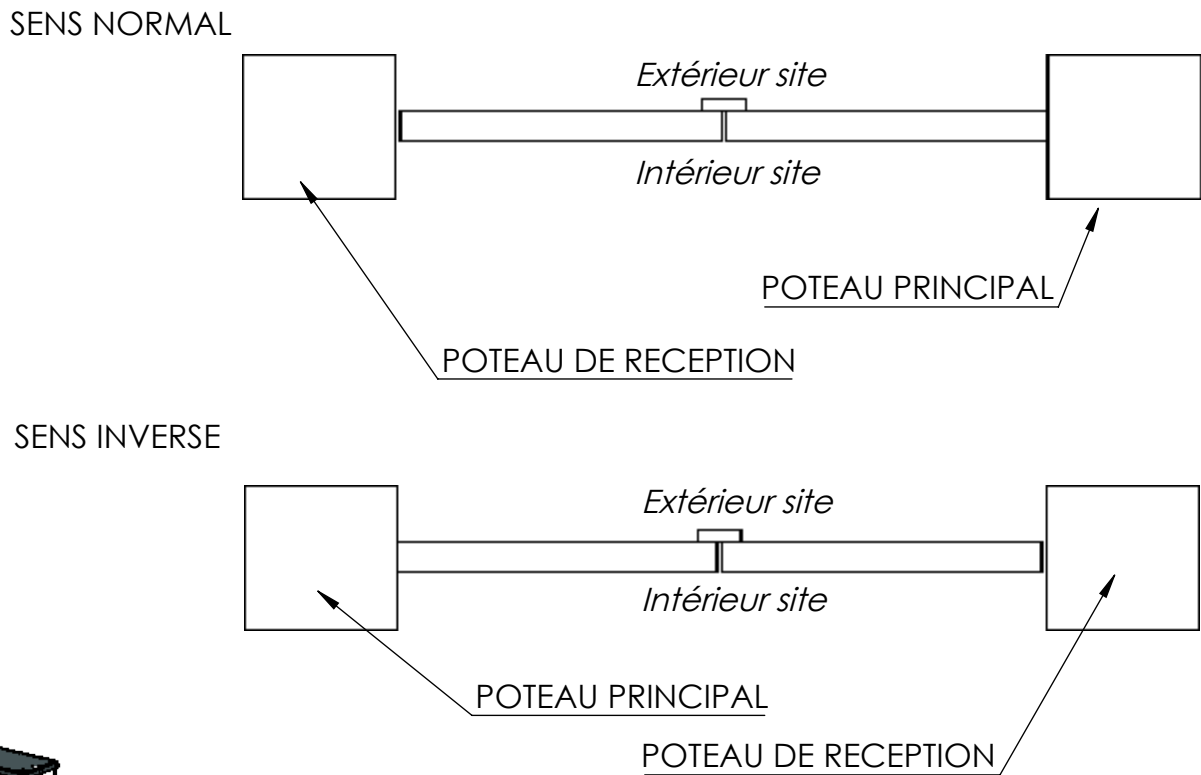 SENS NORMAL
Extérieur site
Intérieur site
POTEAU PRINCIPAL
POTEAU DE RECEPTION
SENS INVERSE
Extérieur site
Intérieur site
POTEAU PRINCIPAL
POTEAU DE RECEPTION